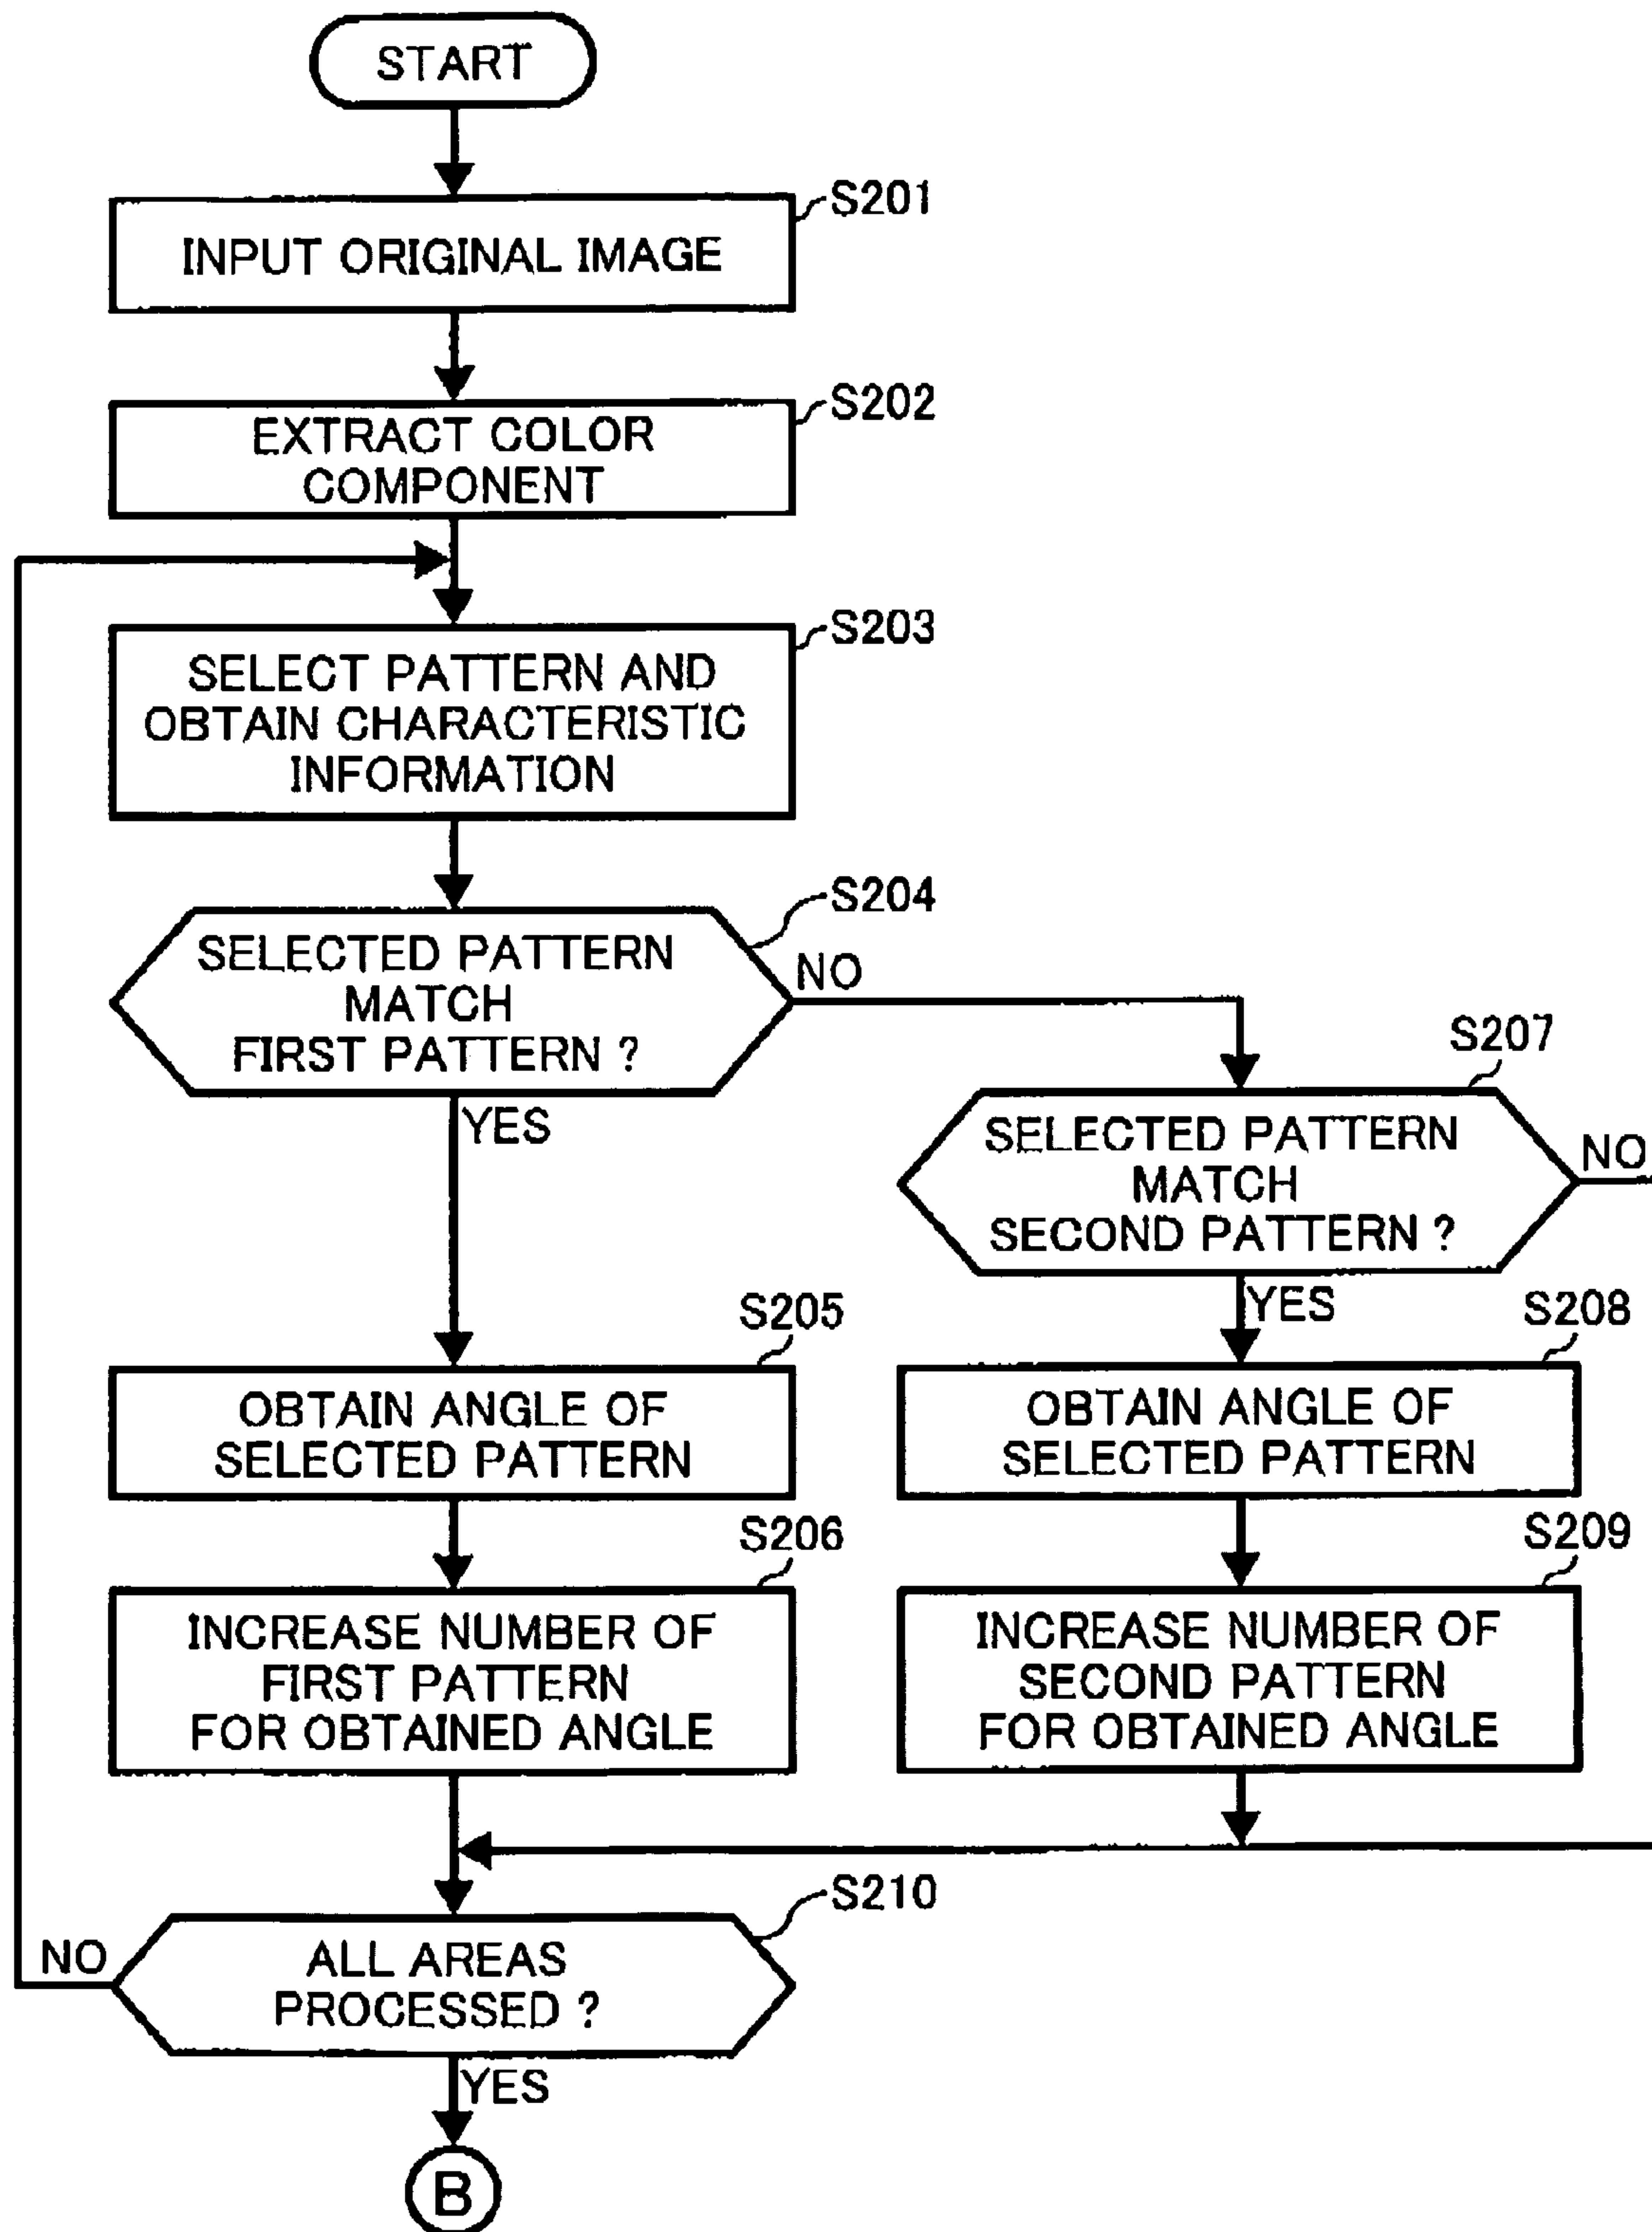 START
S201
INPUT ORIGINAL IMAGE
S202
EXTRACT COLOR
COMPONENT
S203
SELECT PATTERN AND
OBTAIN CHARACTERISTIC
INFORMATION
S204
SELECTED PATTERN
MATCH
FIRST PATTERN ?
NO
YES
S207
SELECTED PATTERN
MATCH
SECOND PATTERN ?
NO
YES
S205
OBTAIN ANGLE OF
SELECTED PATTERN
S208
OBTAIN ANGLE OF
SELECTED PATTERN
S206
INCREASE NUMBER OF
FIRST PATTERN
FOR OBTAINED ANGLE
S209
INCREASE NUMBER OF
SECOND PATTERN
FOR OBTAINED ANGLE
S210
ALL AREAS
PROCESSED ?
NO
YES
B